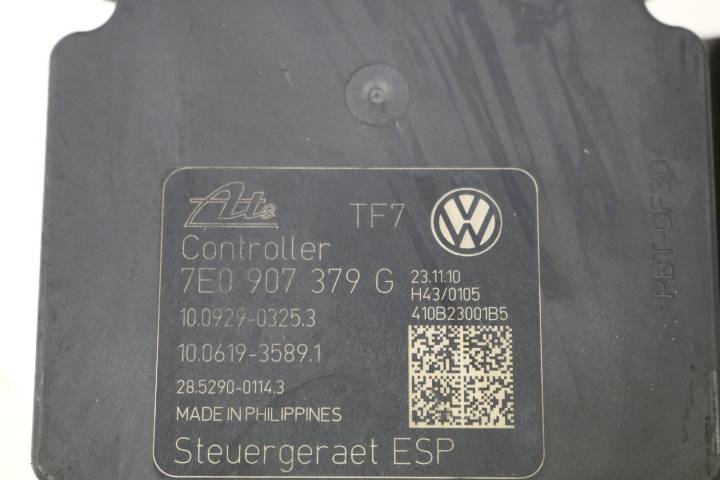 Ate TF7
Controller
7E0 907 379 G
23.11.10
H43/0105
410B23001B5
10.0929-0325.3
10.0619-3589.1
28.5290-0114.3
MADE IN PHILIPPINES
Steuergeraet ESP
PBT-GF30